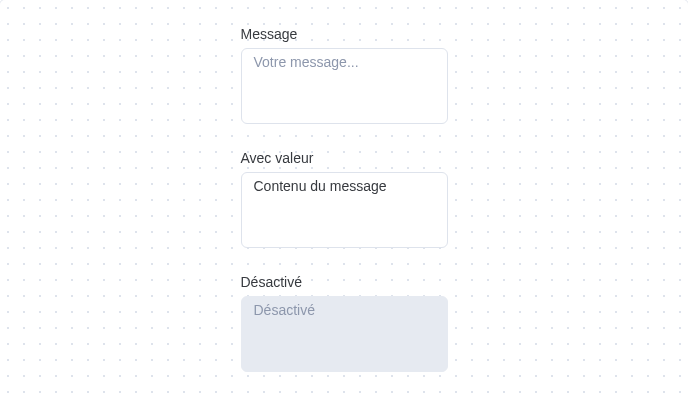 Message
Votre message...
Avec valeur
Contenu du message
Désactivé
Désactivé